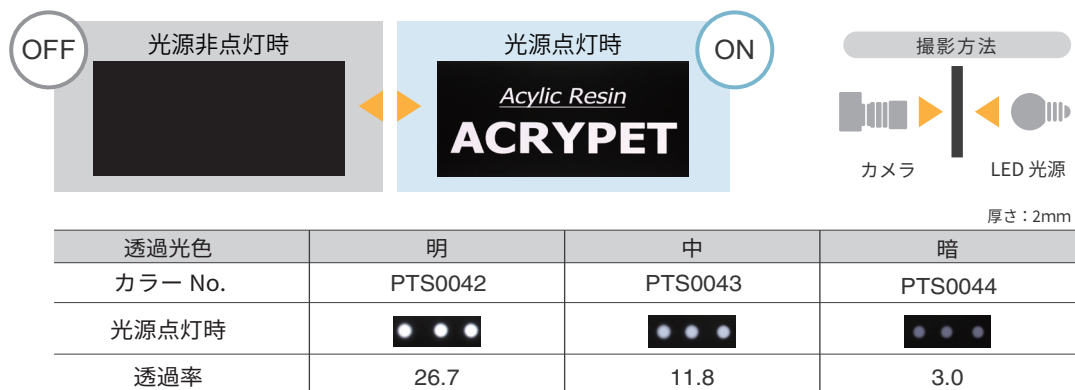 OFF
光源非点灯時
光源点灯時
ON
Acylic Resin
ACRYPET
撮影方法
カメラ
LED 光源
厚さ：2mm
透過光色 明 中 暗
カラー No. PTS0042 PTS0043 PTS0044
光源点灯時
透過率 26.7 11.8 3.0